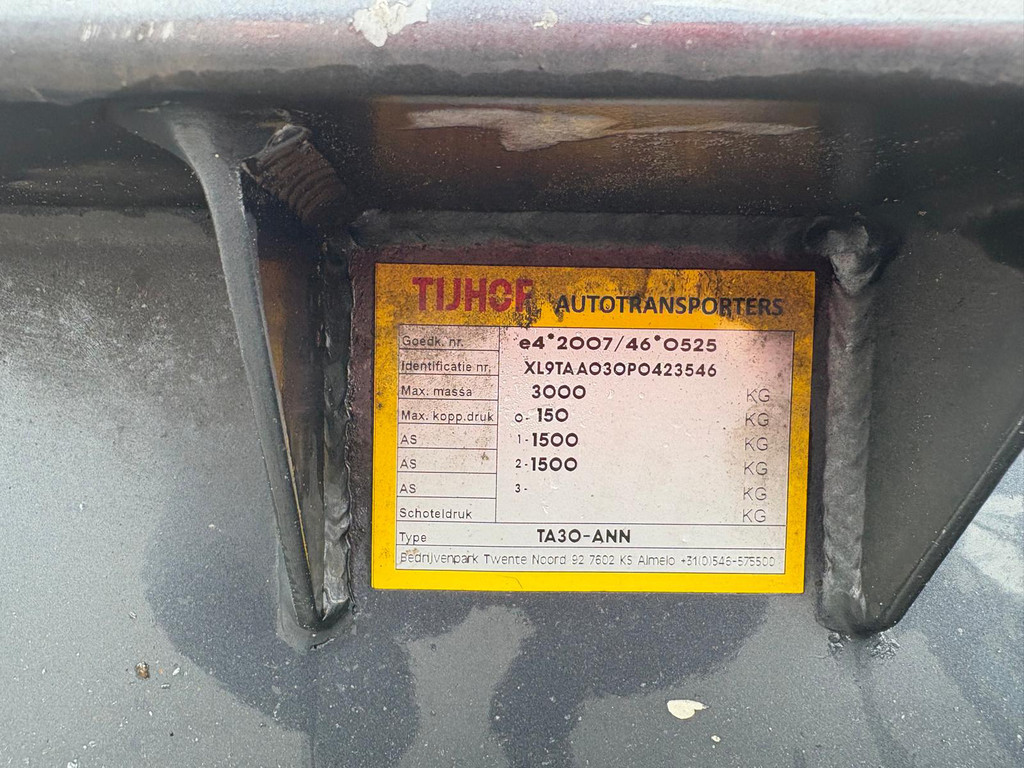 TIJHOF AUTOTRANSPORTERS
Goedk. nr. e4*2007/46*0525
Identificatie nr. XL9TAA030P0423546
Max. massa 3000 KG
Max. kopp.druk 0- 150 KG
AS 1- 1500 KG
AS 2- 1500 KG
AS 3- KG
Schoteldruk KG
Type TA30-ANN
Bedrijvenpark Twente Noord 92 7602 KS Almelo +31(0)546-575500